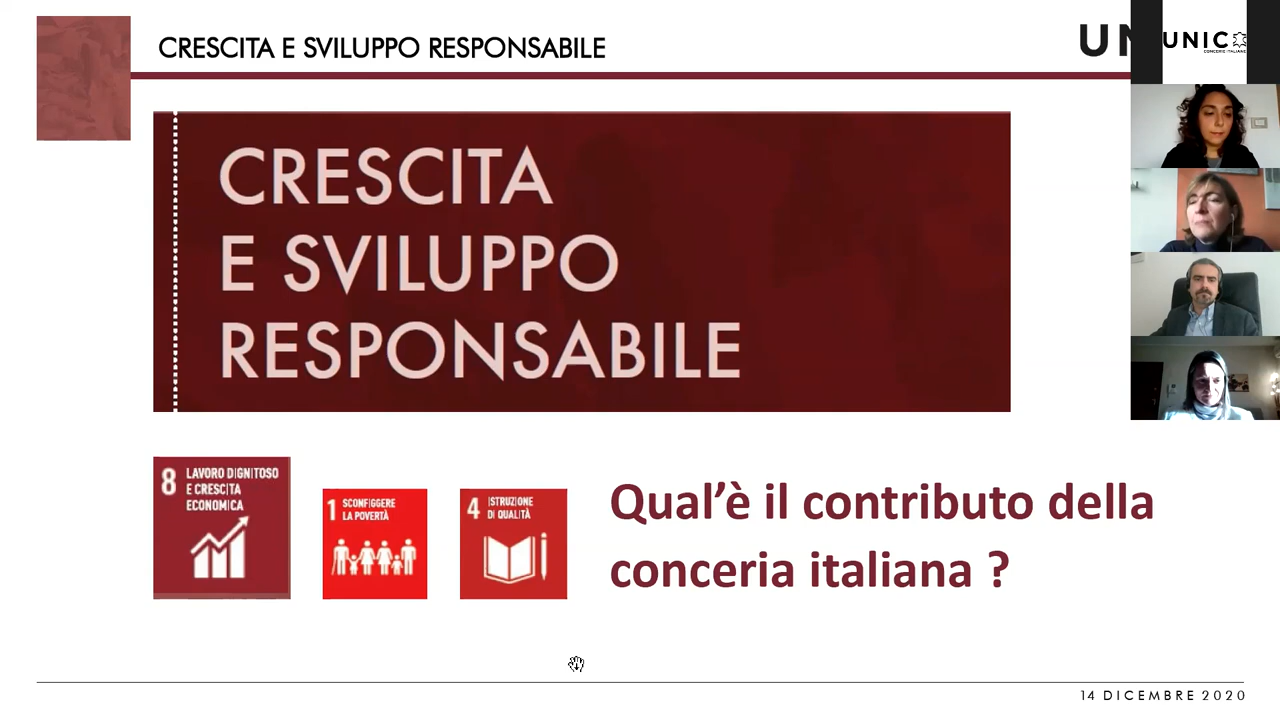 CRESCITA E SVILUPPO RESPONSABILE
UNIC
CONCERIE ITALIANE
CRESCITA
E SVILUPPO
RESPONSABILE
8 LAVORO DIGNITOSO
E CRESCITA
ECONOMICA
1 SCONFIGGERE
LA POVERTÀ
4 ISTRUZIONE
DI QUALITÀ
Qual’è il contributo della
conceria italiana ?
14 DICEMBRE 2020